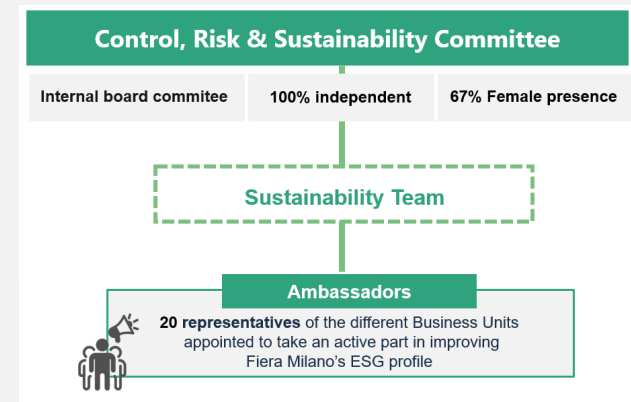 Control, Risk & Sustainability Committee
Internal board commitee
100% independent
67% Female presence
Sustainability Team
Ambassadors
20 representatives of the different Business Units
appointed to take an active part in improving
Fiera Milano's ESG profile